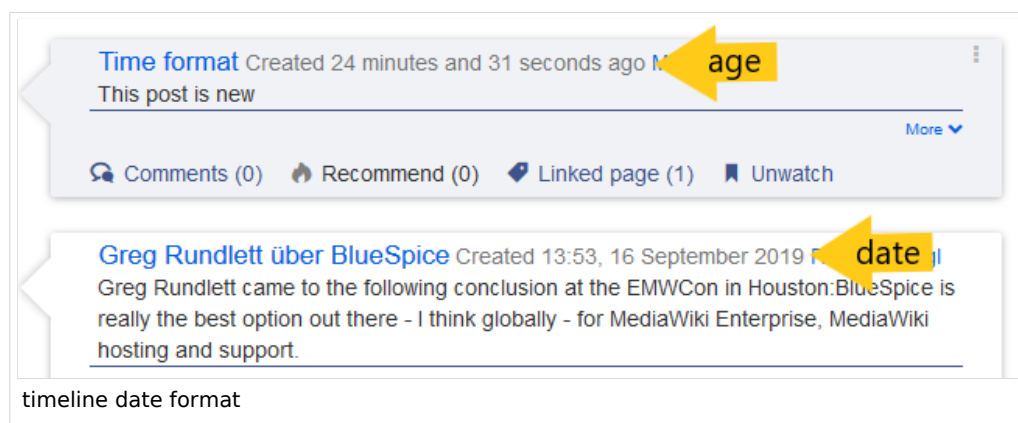 Time format Created 24 minutes and 31 seconds ago age
This post is new
More
Comments (0) Recommend (0) Linked page (1) Unwatch
Greg Rundlett über BlueSpice Created 13:53, 16 September 2019 date
Greg Rundlett came to the following conclusion at the EMWCon in Houston:BlueSpice is
really the best option out there - I think globally - for MediaWiki Enterprise, MediaWiki
hosting and support.
timeline date format